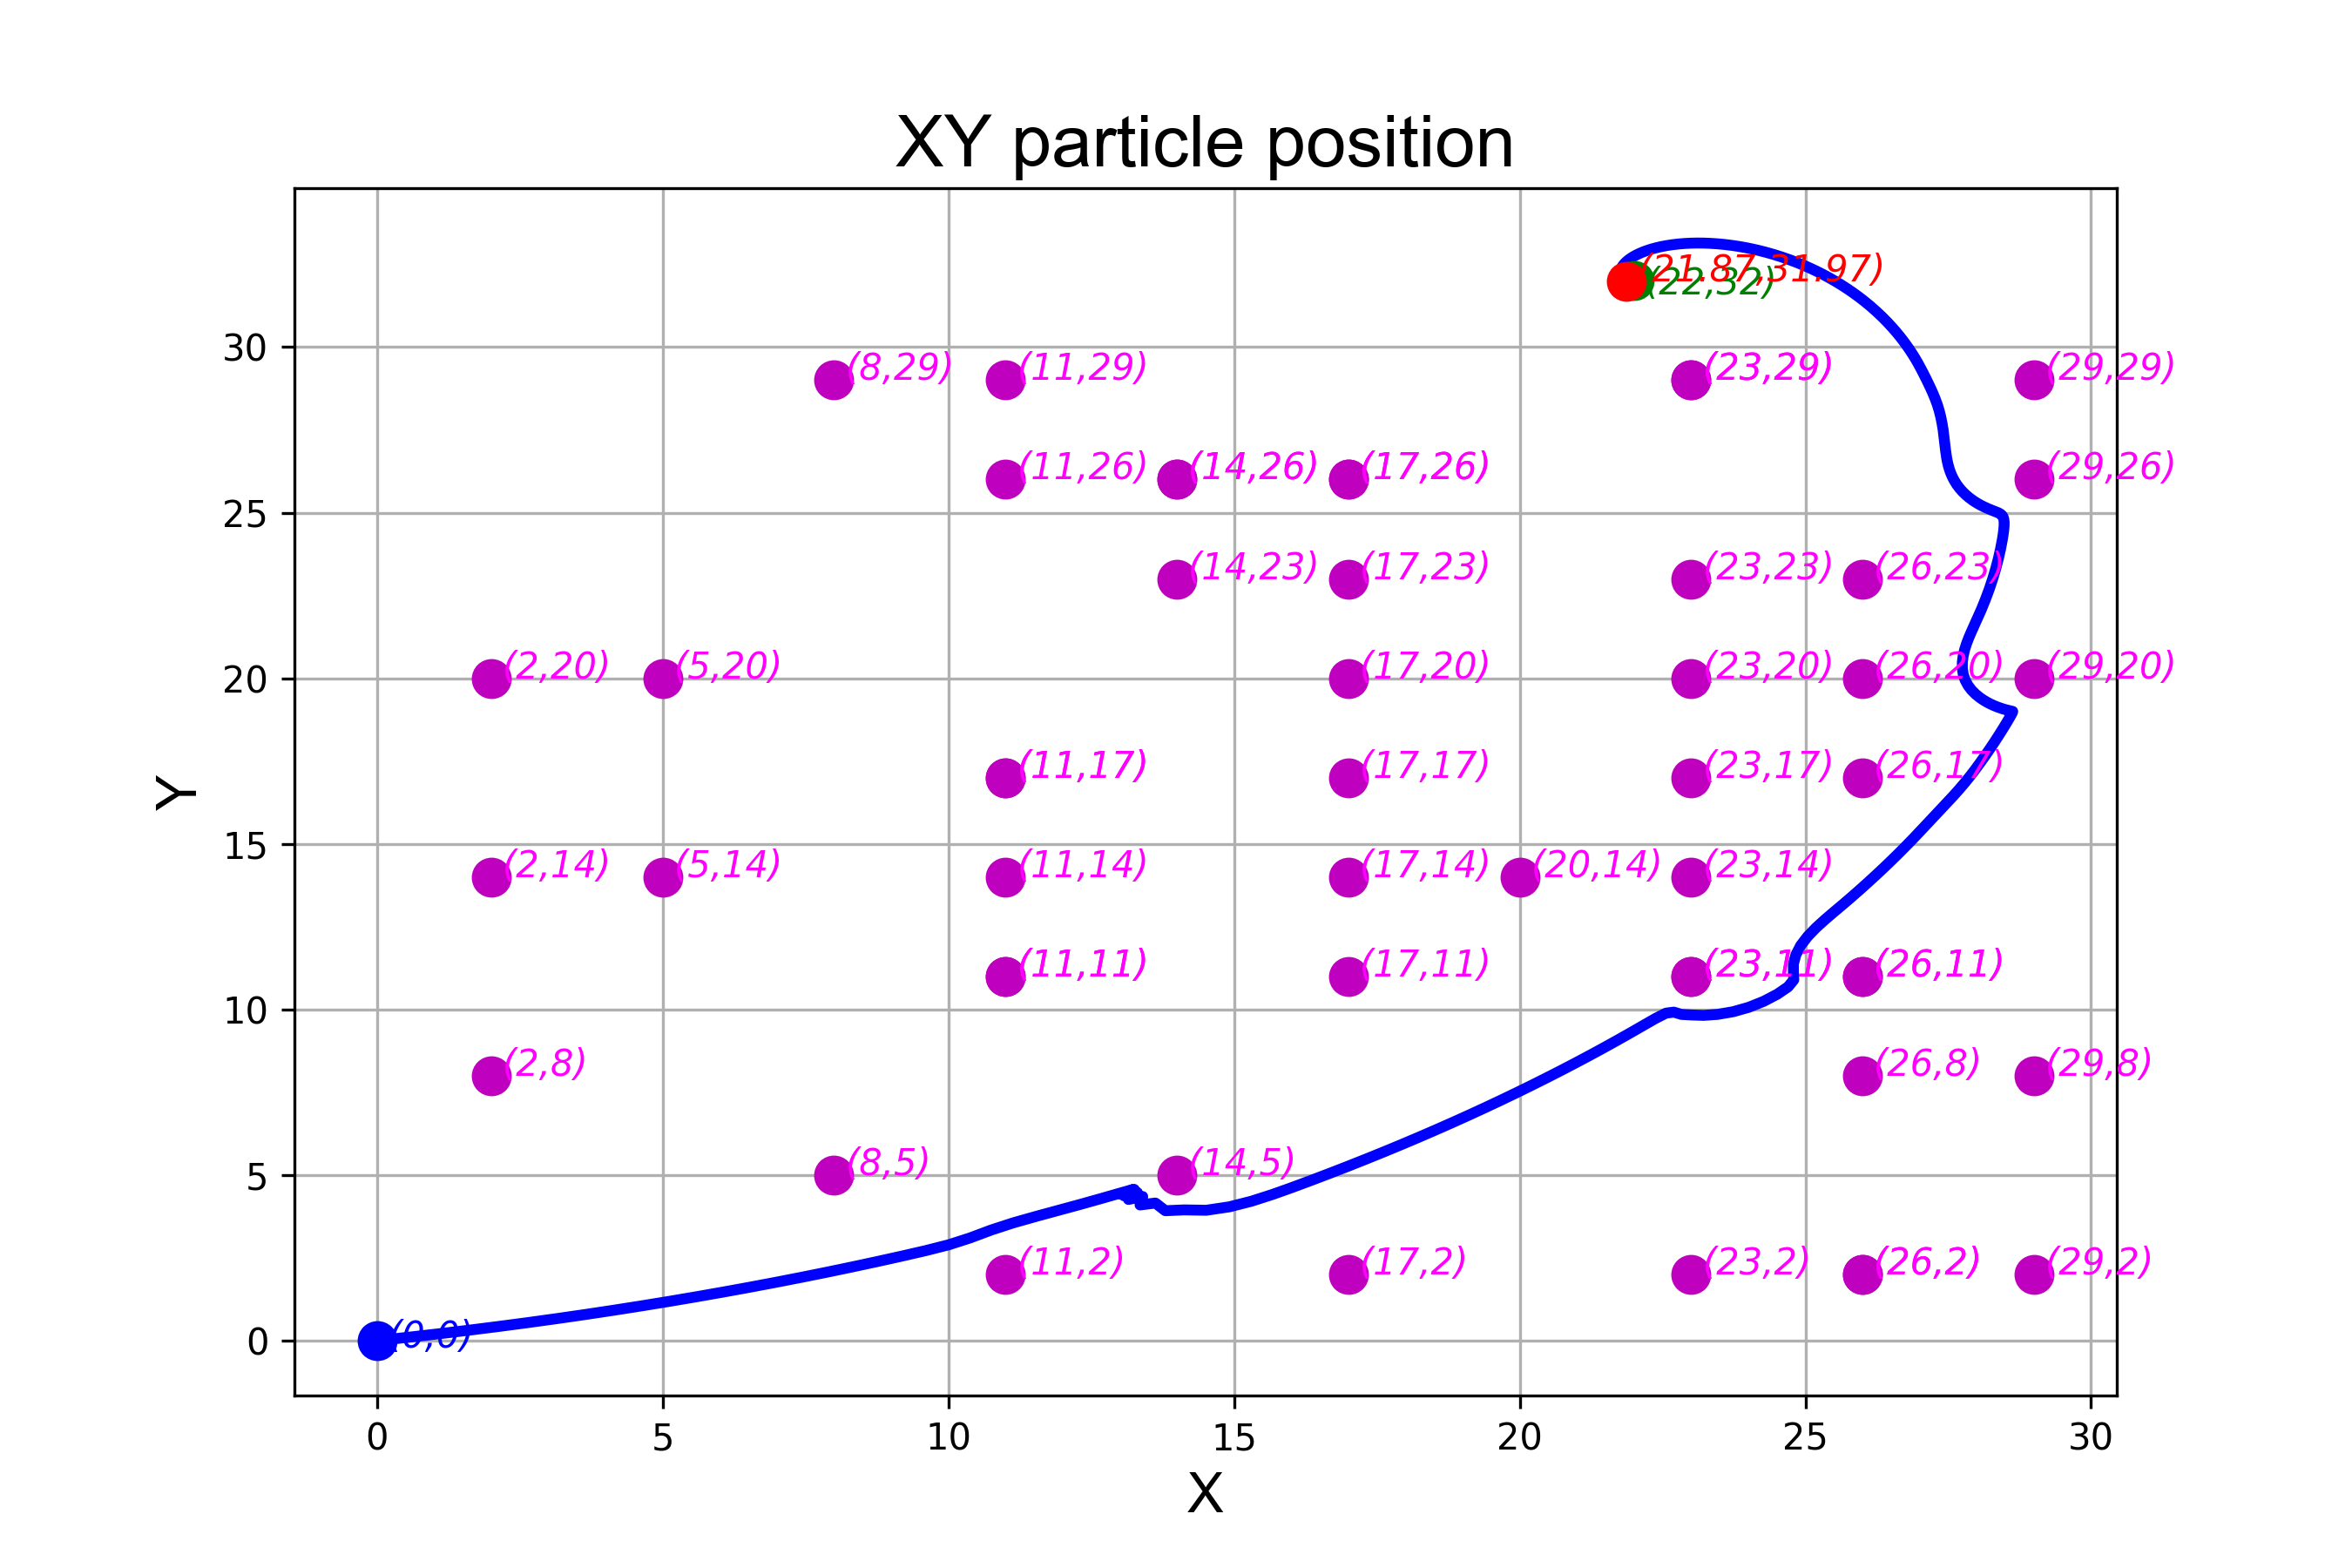 XY particle position
(21.87,31.97)
(22,32)
30
(8,29) (11,29) (23,29) (29,29)
(11,26) (14,26) (17,26) (29,26)
25
(14,23) (17,23) (23,23) (26,23)
20
(2,20) (5,20) (17,20) (23,20) (26,20) (29,20)
(11,17) (17,17) (23,17) (26,17)
Y
15
(2,14) (5,14) (11,14) (17,14) (20,14) (23,14)
(11,11) (17,11) (23,11) (26,11)
10
(2,8) (26,8) (29,8)
5
(8,5) (14,5)
(11,2) (17,2) (23,2) (26,2) (29,2)
0
(0,0)
0 5 10 15 20 25 30
X